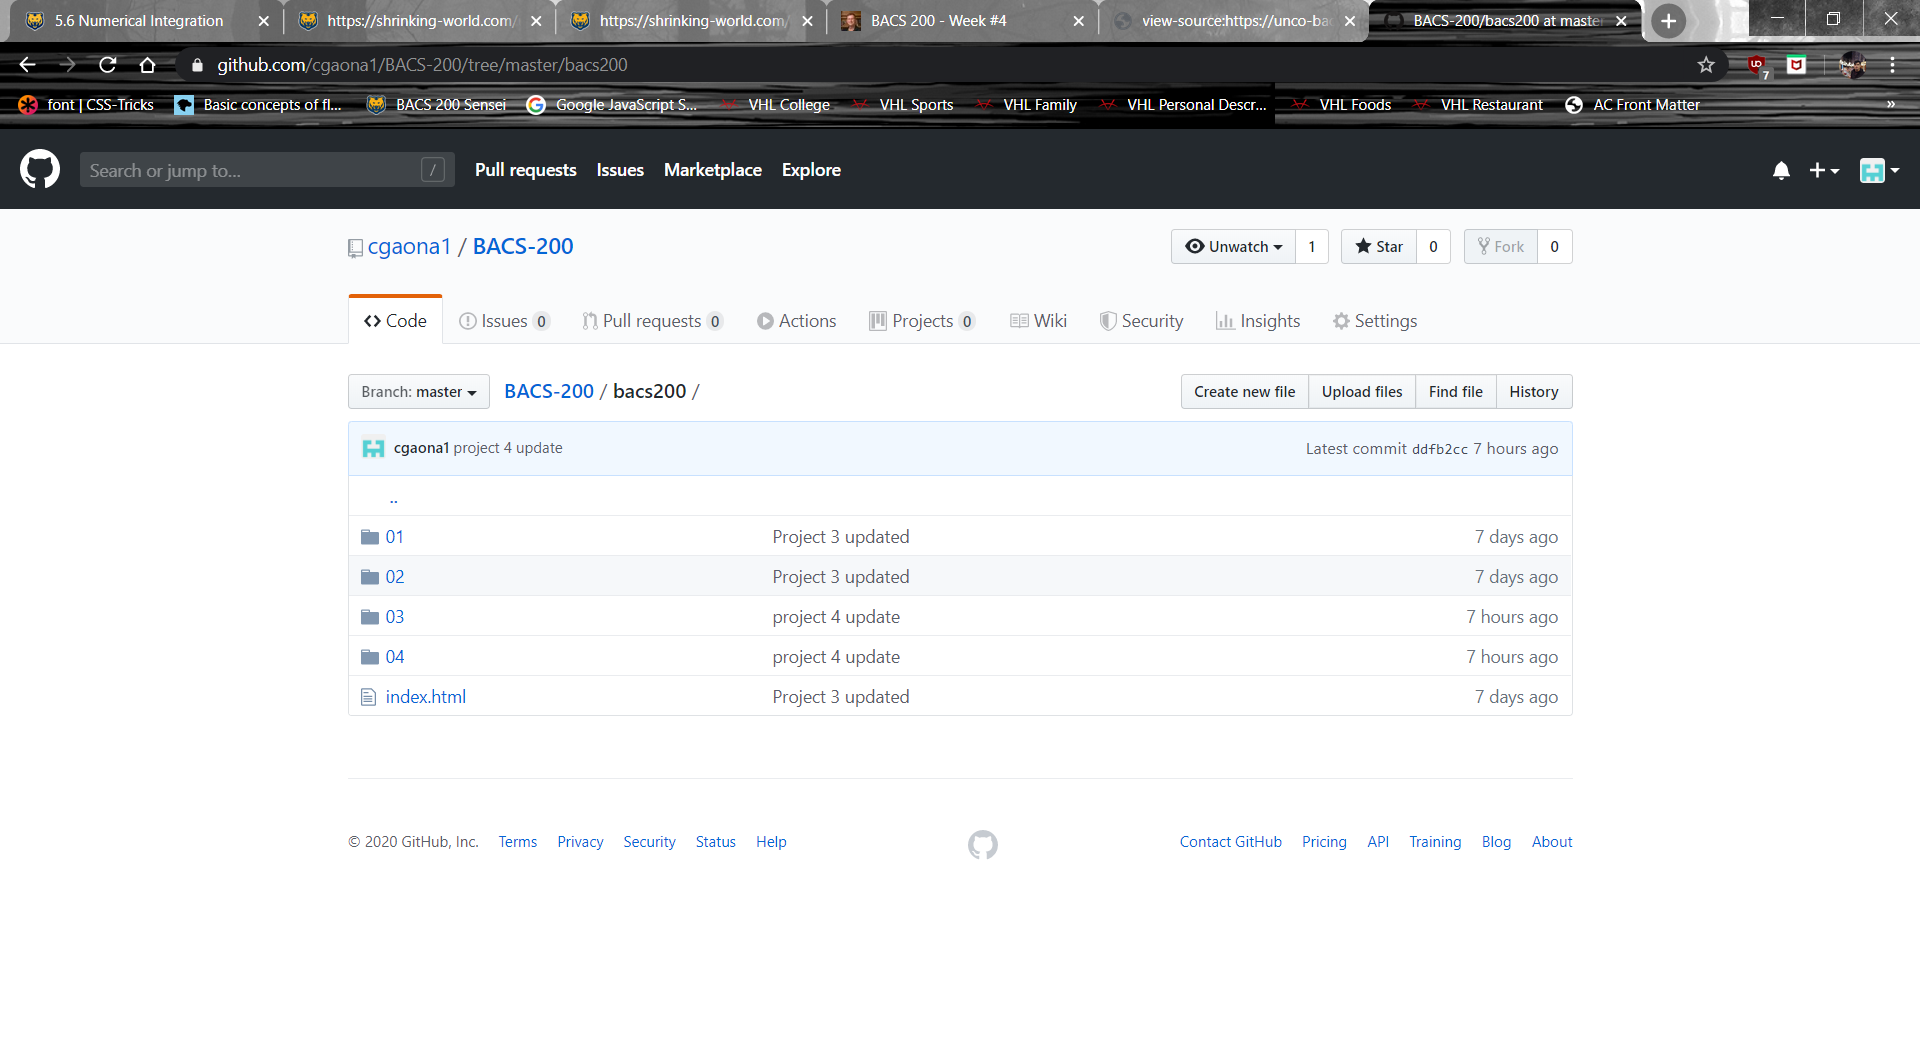 5.6 Numerical Integration
https://shrinking-world.com/
https://shrinking-world.com/
BACS 200 - Week #4
view-source:https://unco-ba
BACS-200/bacs200 at maste
github.com/cgaona1/BACS-200/tree/master/bacs200
UD 7
font | CSS-Tricks
Basic concepts of fl...
BACS 200 Sensei
Google JavaScript S...
VHL College
VHL Sports
VHL Family
VHL Personal Descr...
VHL Foods
VHL Restaurant
AC Front Matter
»
Search or jump to... /
Pull requests
Issues
Marketplace
Explore
cgaona1 / BACS-200
Unwatch 1
Star 0
Fork 0
Code
Issues 0
Pull requests 0
Actions
Projects 0
Wiki
Security
Insights
Settings
Branch: master
BACS-200 / bacs200 /
Create new file
Upload files
Find file
History
cgaona1 project 4 update
Latest commit ddfb2cc 7 hours ago
..
01 Project 3 updated 7 days ago
02 Project 3 updated 7 days ago
03 project 4 update 7 hours ago
04 project 4 update 7 hours ago
index.html Project 3 updated 7 days ago
© 2020 GitHub, Inc.
Terms
Privacy
Security
Status
Help
Contact GitHub
Pricing
API
Training
Blog
About